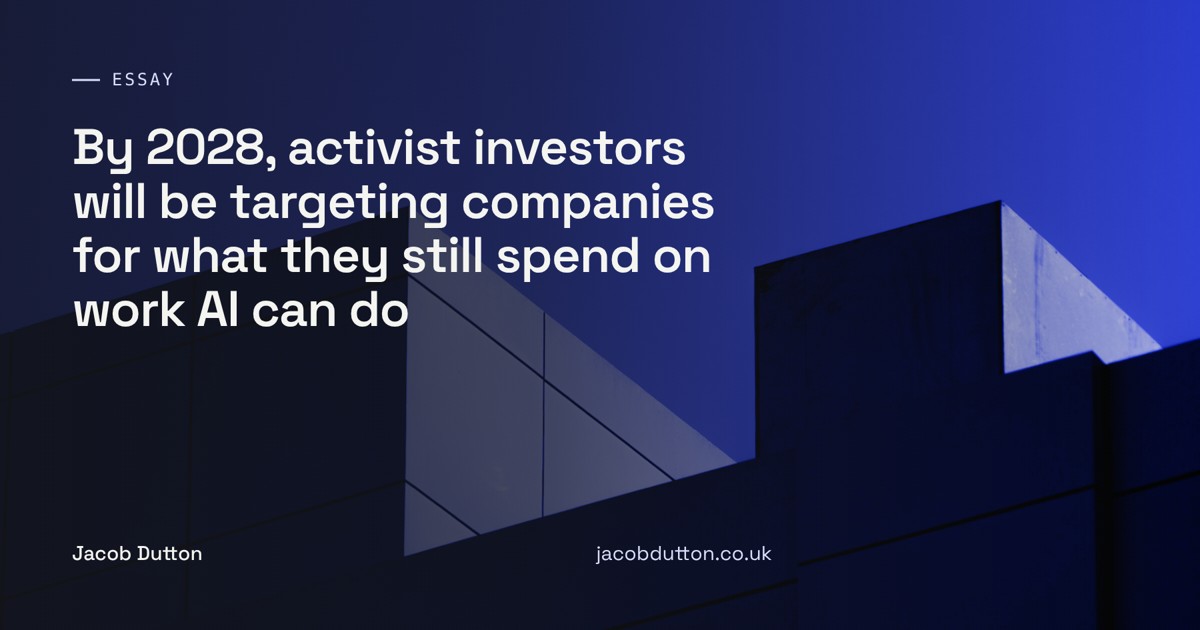 — ESSAY
By 2028, activist investors
will be targeting companies
for what they still spend on
work AI can do
Jacob Dutton
jacobdutton.co.uk